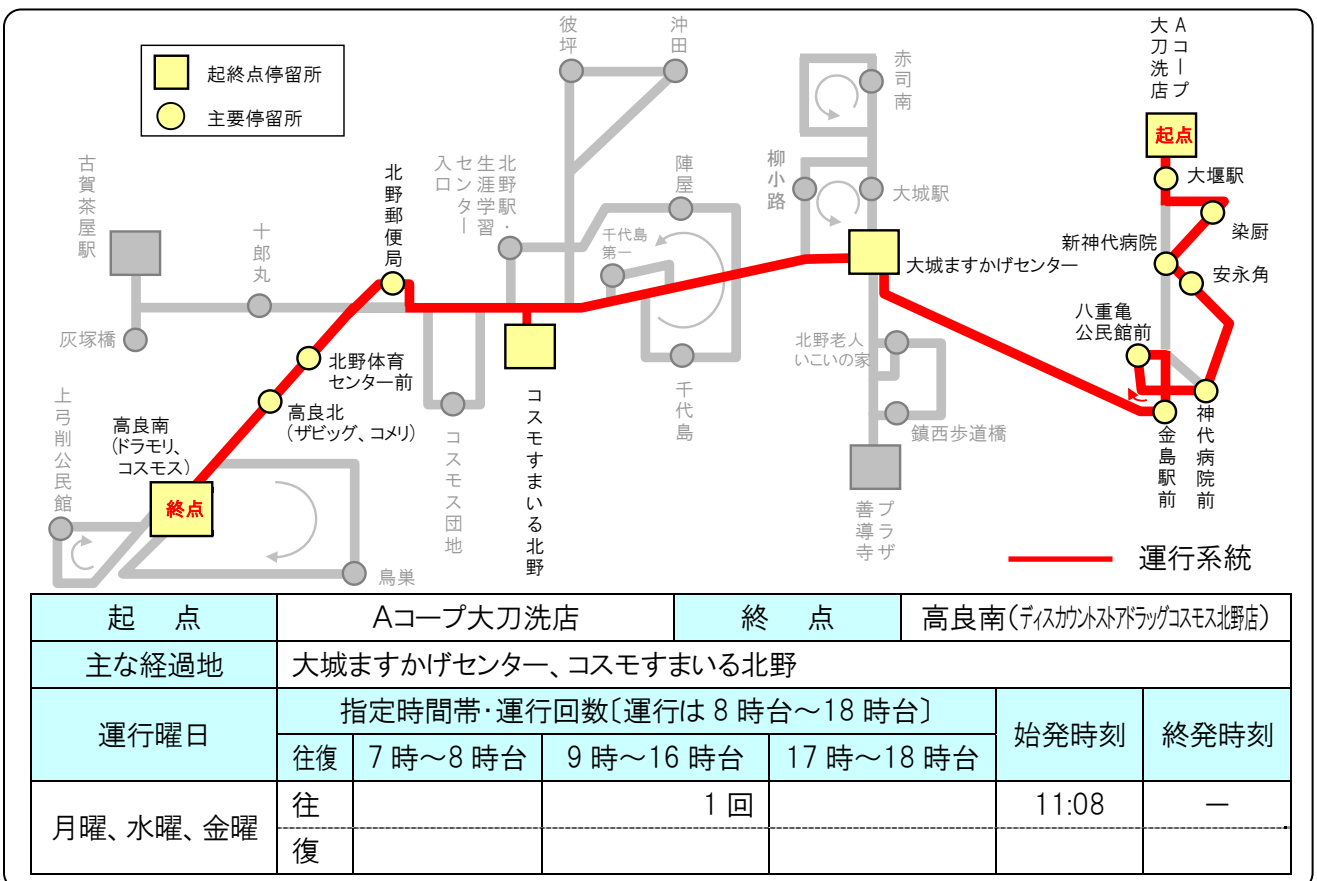 起終点停留所
主要停留所
彼坪
沖田
赤司南
Aコープ
大刀洗店
起点
大堰駅
染厨
新神代病院
安永角
八重亀
公民館前
神代病院前
金島駅前
柳小路
大城駅
大城ますかげセンター
北野老人
いこいの家
鎮西歩道橋
プラザ
善導寺
陣屋
千代島
第一
千代島
北野駅・
生涯学習
センター
入口
コスモすまいる北野
コスモス団地
北野郵便局
北野体育
センター前
高良北
(ザビッグ、コメリ)
高良南
(ドラモリ、
コスモス)
終点
古賀茶屋駅
十郎丸
灰塚橋
上弓削公民館
鳥巣
運行系統
起 点 Aコープ大刀洗店 終 点 高良南(ディスカウントストアドラッグコスモス北野店)
主な経過地 大城ますかげセンター、コスモすまいる北野
運行曜日 指定時間帯・運行回数〔運行は8時台～18時台〕 始発時刻 終発時刻
往復 7時～8時台 9時～16時台 17時～18時台
月曜、水曜、金曜 往 1回 11:08 －
復